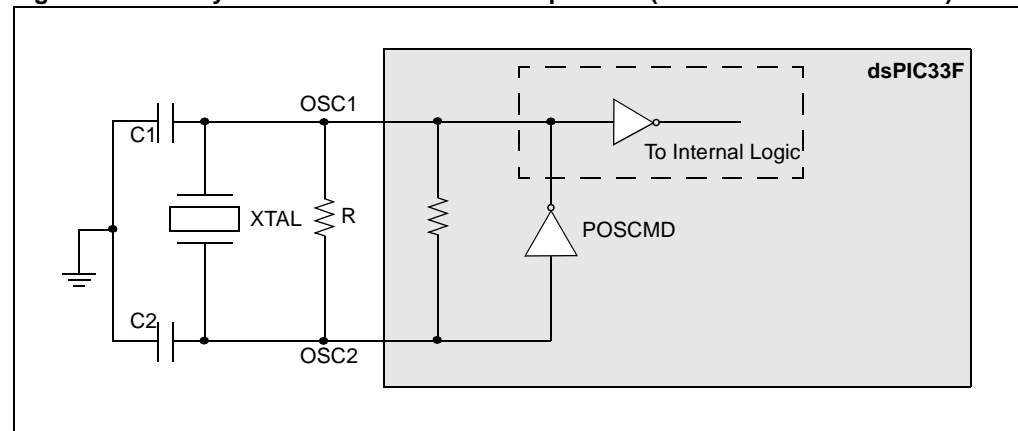 dsPIC33F
OSC1
C1
To Internal Logic
XTAL
R
POSCMD
C2
OSC2